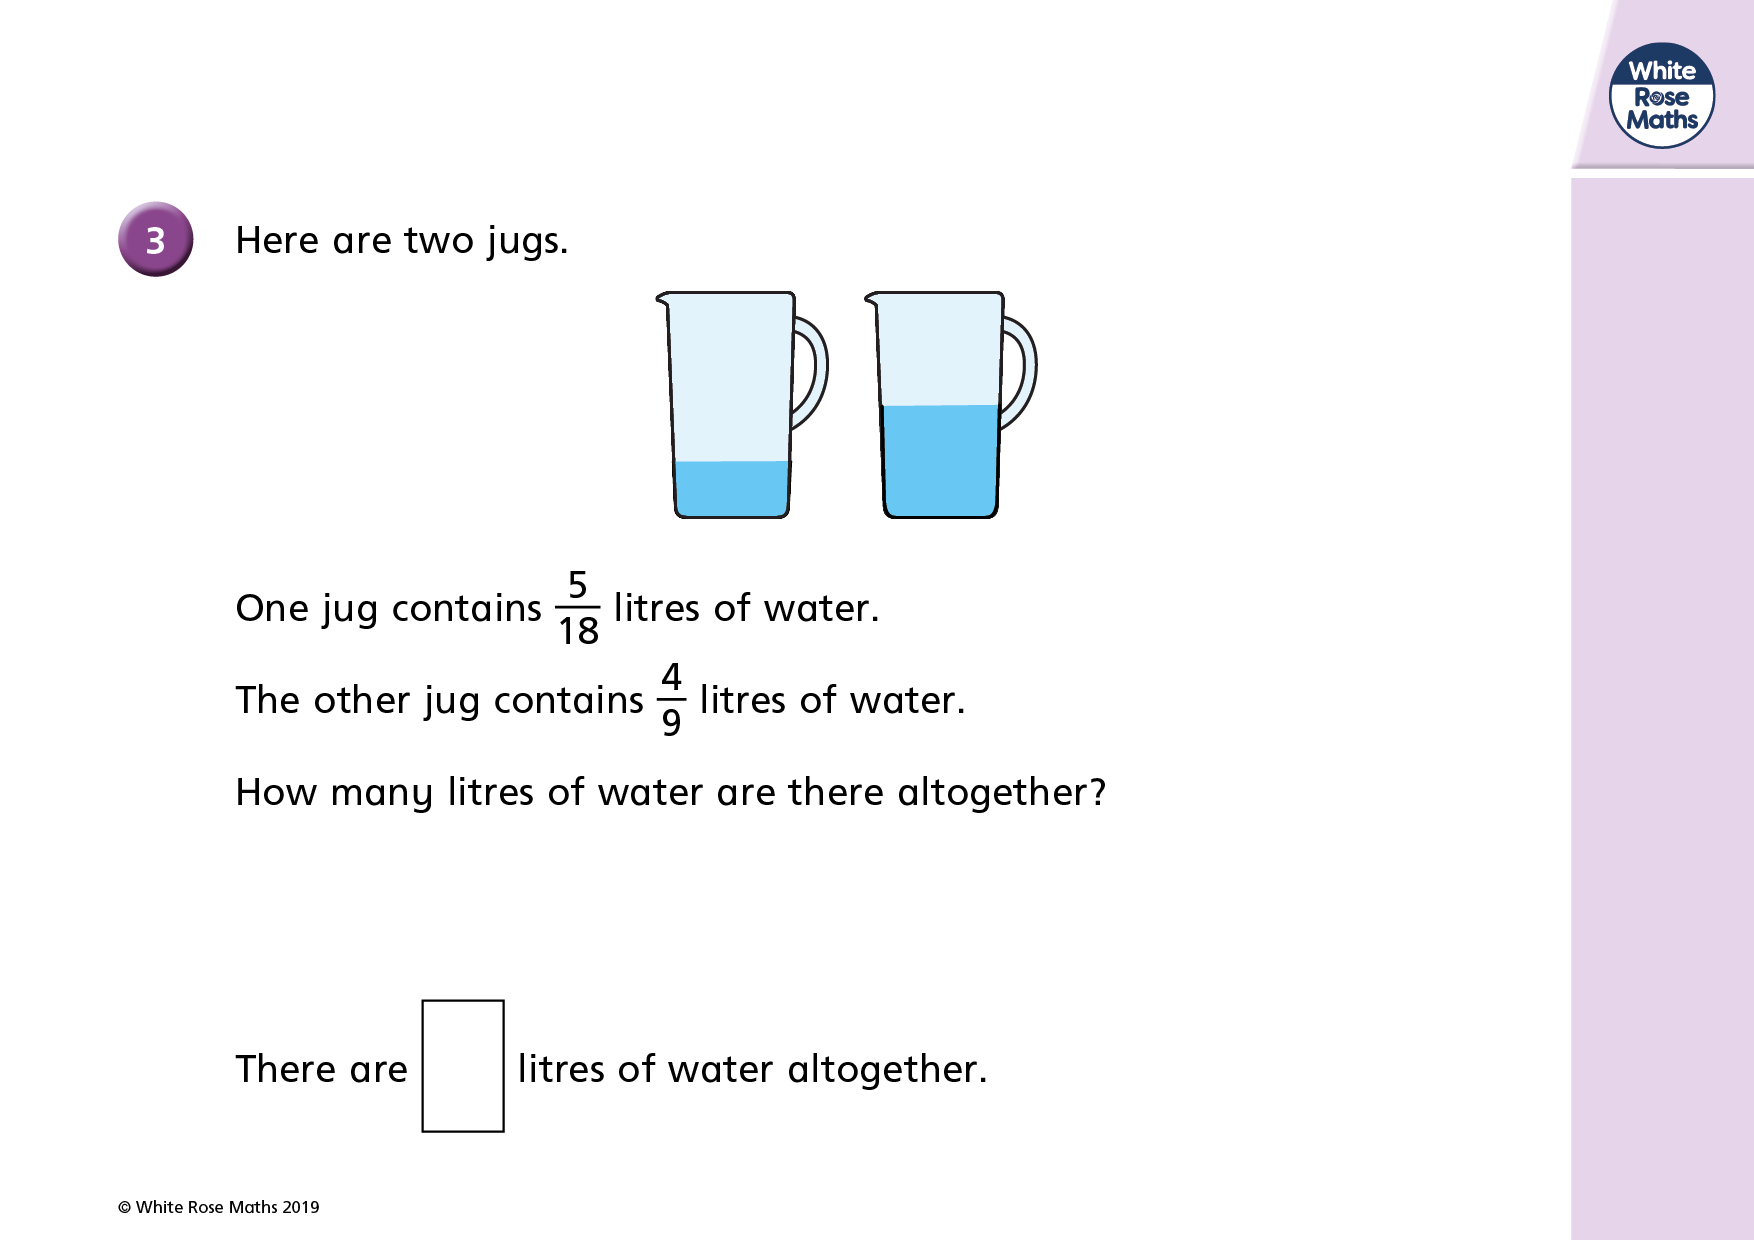 White
Rose
Maths
3 Here are two jugs.
One jug contains 5/18 litres of water.
The other jug contains 4/9 litres of water.
How many litres of water are there altogether?
There are litres of water altogether.
© White Rose Maths 2019